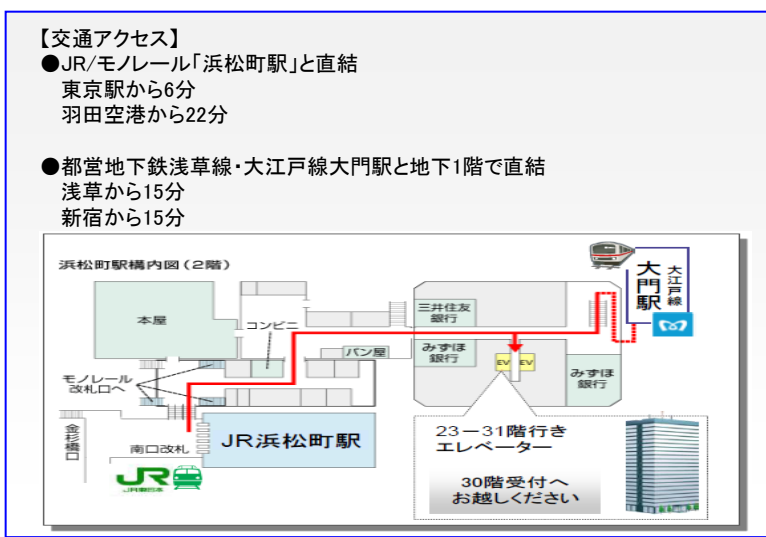 【交通アクセス】
●JR/モノレール「浜松町駅」と直結
東京駅から6分
羽田空港から22分
●都営地下鉄浅草線・大江戸線大門駅と地下1階で直結
浅草から15分
新宿から15分
浜松町駅構内図(2階)
本屋
コンビニ
パン屋
三井住友
銀行
みずほ
銀行
EV
EV
みずほ
銀行
大門駅
大江戸線
モノレール
改札口へ
金杉橋口
南口改札
JR浜松町駅
JR
JR東日本
23-31階行き
エレベーター
30階受付へ
お越しください